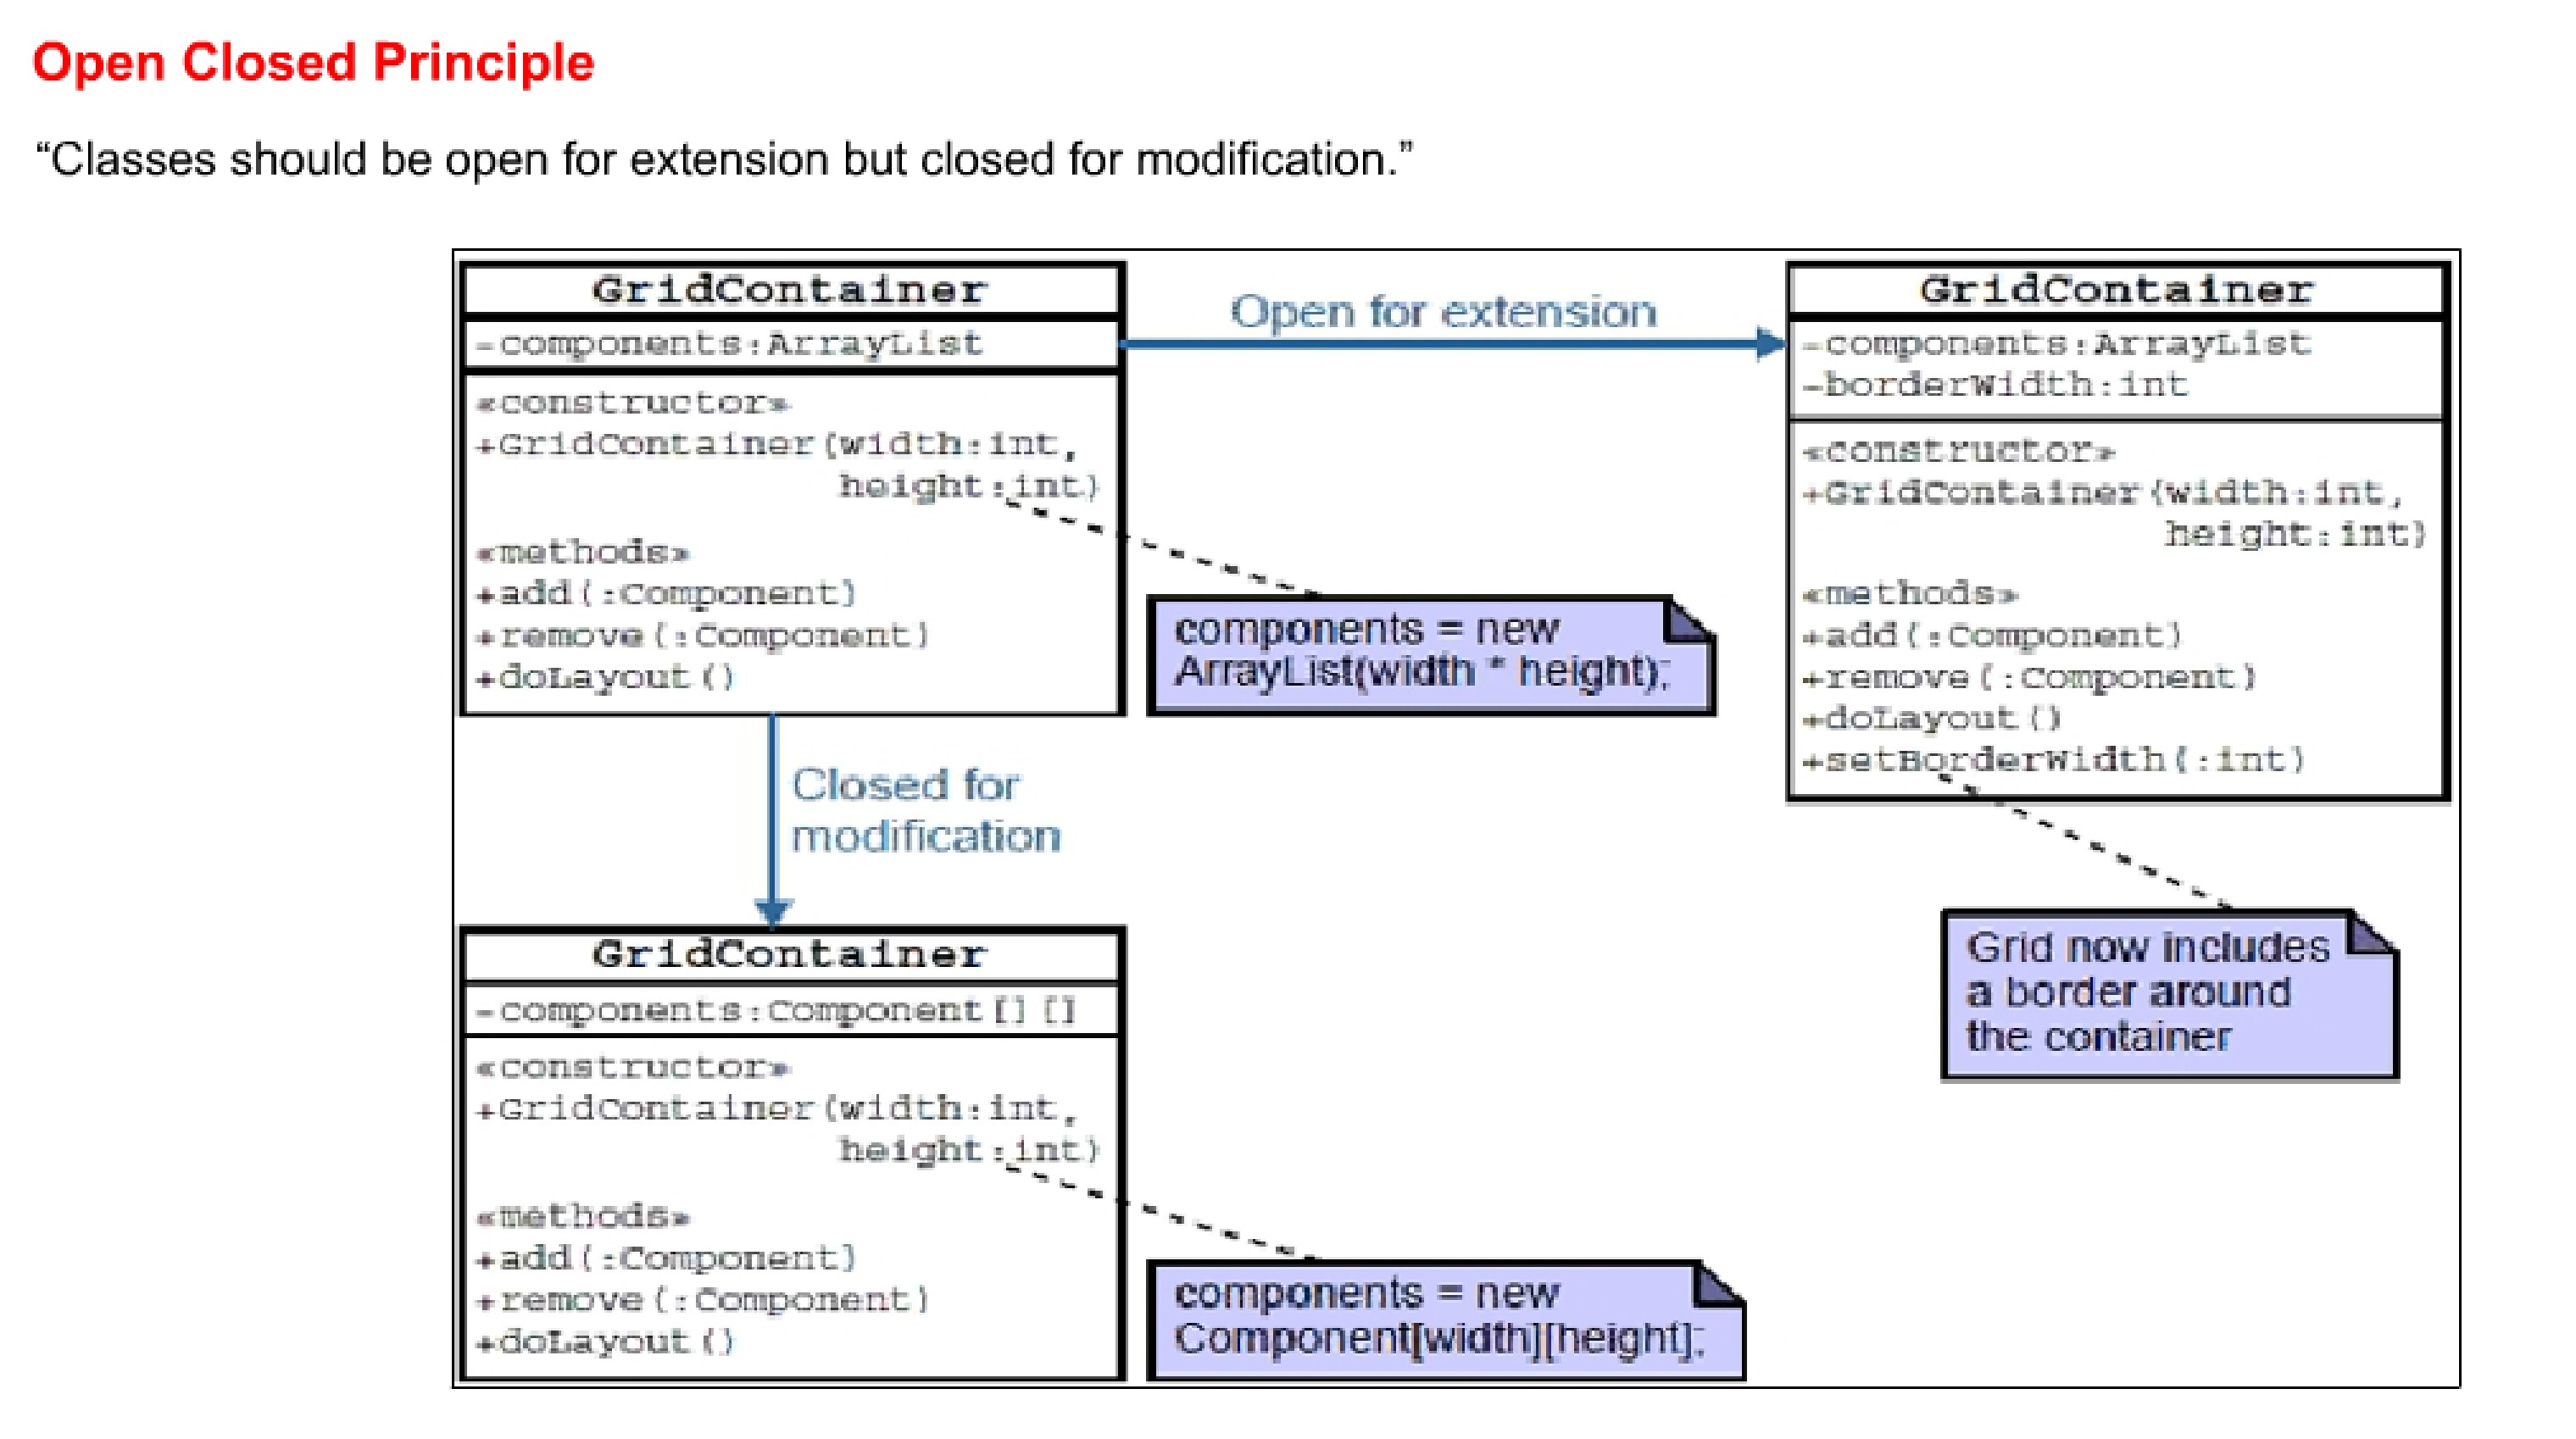 Open Closed Principle
“Classes should be open for extension but closed for modification.”
GridContainer
-components:ArrayList
«constructor»
+GridContainer(width:int,
height:int)
«methods»
+add(:Component)
+remove(:Component)
+doLayout()
Open for extension
components = new
ArrayList(width * height);
GridContainer
-components:ArrayList
-borderWidth:int
«constructor»
+GridContainer(width:int,
height:int)
«methods»
+add(:Component)
+remove(:Component)
+doLayout()
+setBorderWidth(:int)
Grid now includes
a border around
the container
Closed for
modification
GridContainer
-components:Component[][]
«constructor»
+GridContainer(width:int,
height:int)
«methods»
+add(:Component)
+remove(:Component)
+doLayout()
components = new
Component[width][height];